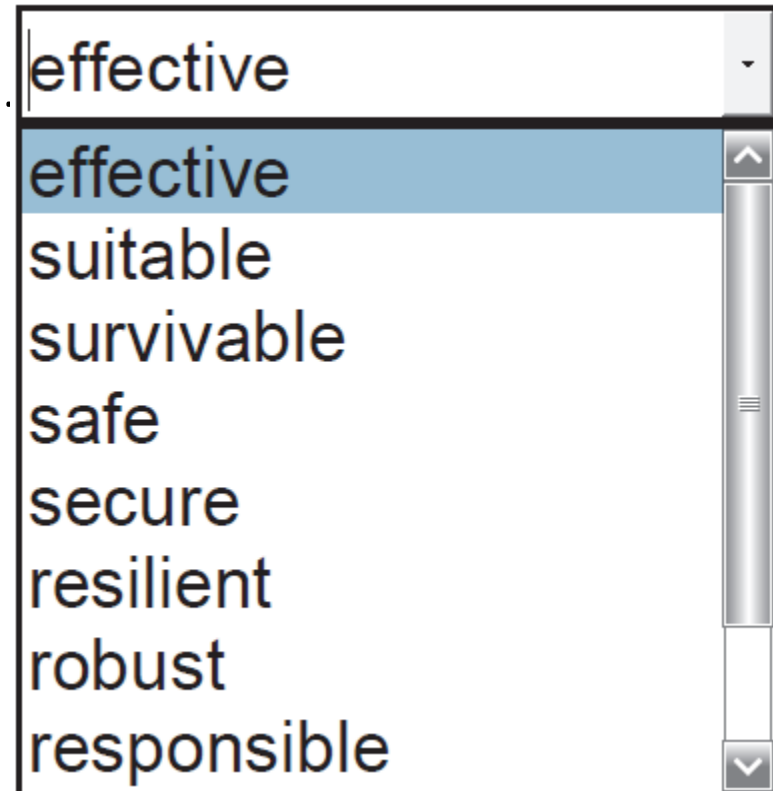 effective
effective
suitable
survivable
safe
secure
resilient
robust
responsible